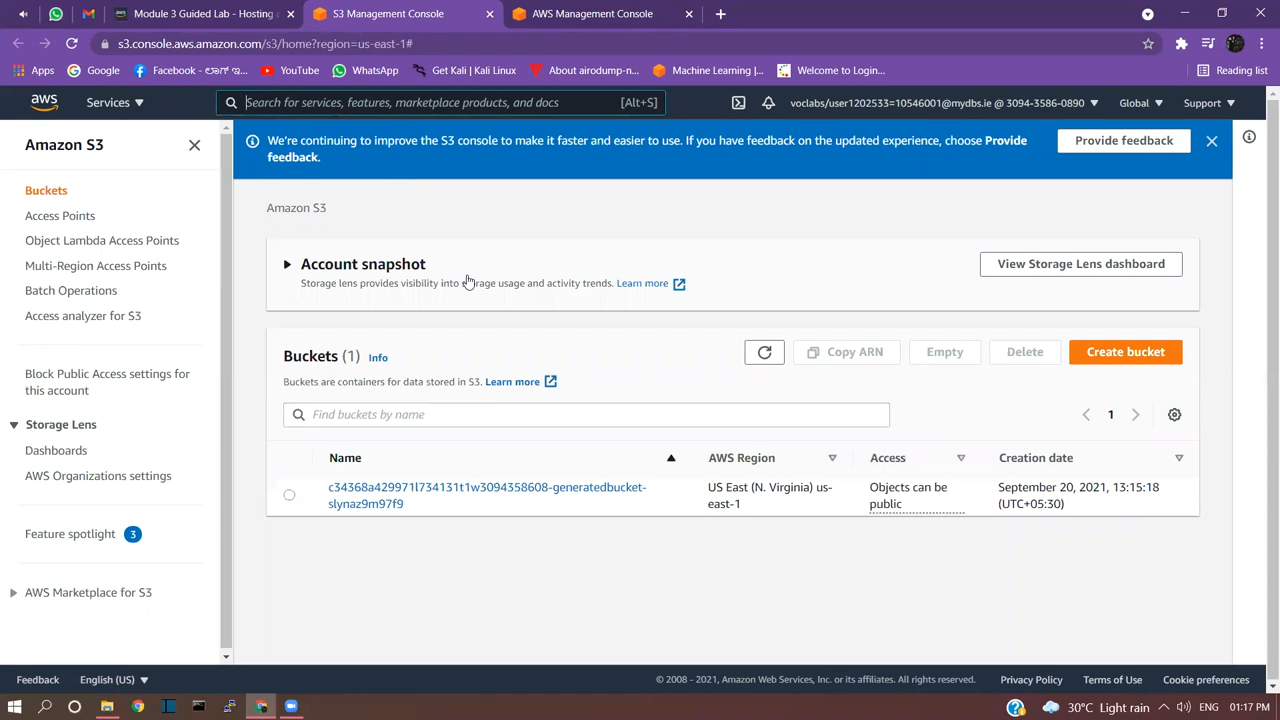 Module 3 Guided Lab - Hosting
S3 Management Console
AWS Management Console
s3.console.aws.amazon.com/s3/home?region=us-east-1#
Apps
Google
YouTube
WhatsApp
Get Kali | Kali Linux
About airodump-n...
Machine Learning |...
Welcome to Login...
Reading list
aws
Services
Search for services, features, marketplace products, and docs
[Alt+S]
voclabs/user1202533=10546001@mydbs.ie @ 3094-3586-0890
Global
Support
Amazon S3
Buckets
Access Points
Object Lambda Access Points
Multi-Region Access Points
Batch Operations
Access analyzer for S3
Block Public Access settings for
this account
Storage Lens
Dashboards
AWS Organizations settings
Feature spotlight 3
AWS Marketplace for S3
We're continuing to improve the S3 console to make it faster and easier to use. If you have feedback on the updated experience, choose Provide
feedback.
Provide feedback
Amazon S3
Account snapshot
Storage lens provides visibility into storage usage and activity trends. Learn more
View Storage Lens dashboard
Buckets (1) Info
Buckets are containers for data stored in S3. Learn more
Copy ARN
Empty
Delete
Create bucket
Find buckets by name
1
Name
AWS Region
Access
Creation date
c34368a429971l734131t1w3094358608-generatedbucket-
slynaz9m97f9
US East (N. Virginia) us-
east-1
Objects can be
public
September 20, 2021, 13:15:18
(UTC+05:30)
Feedback
English (US)
© 2008 - 2021, Amazon Web Services, Inc. or its affiliates. All rights reserved.
Privacy Policy
Terms of Use
Cookie preferences
30°C Light rain
ENG
01:17 PM